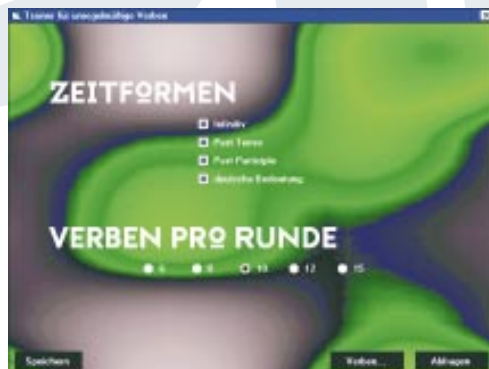 Trainer für unregelmäßige Verben
ZEITFORMEN
Infinitiv
Past Tense
Past Participle
deutsche Bedeutung
VERBEN PRO RUNDE
10 12 15
Speichern Verben... Abfragen